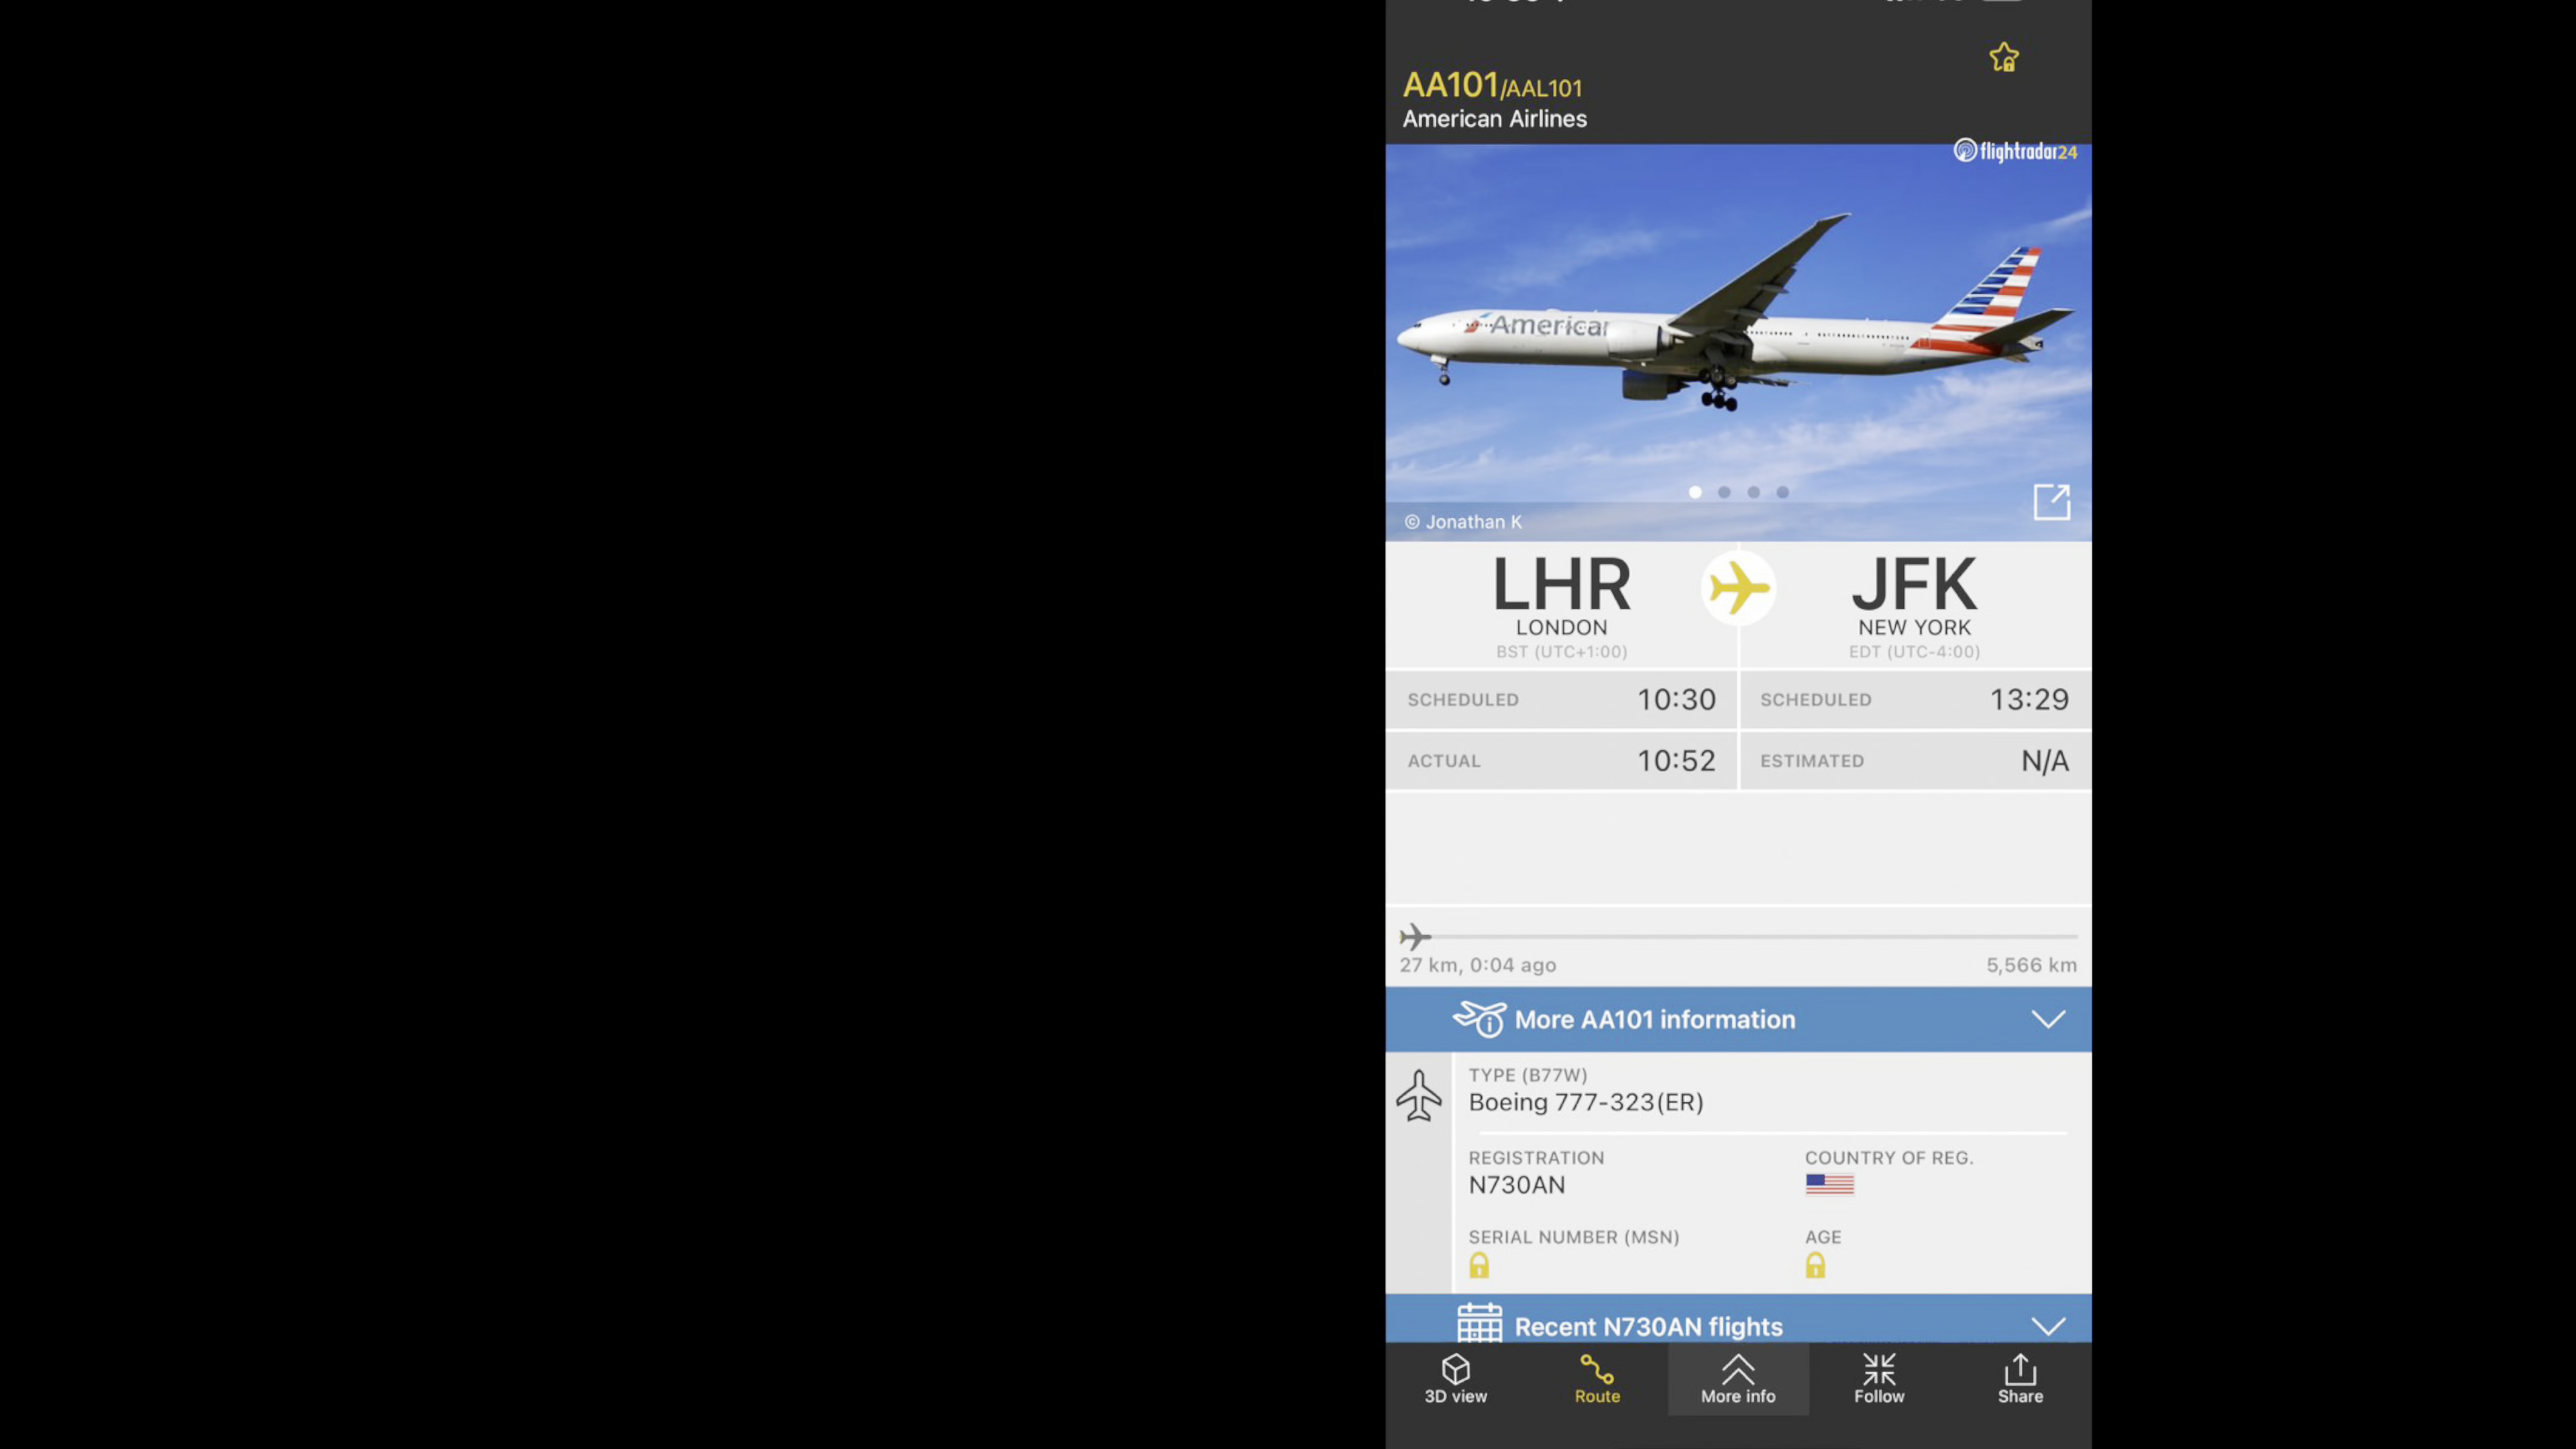 AA101/AAL101
American Airlines
flightradar24
American
© Jonathan K
LHR
LONDON
BST (UTC+1:00)
JFK
NEW YORK
EDT (UTC-4:00)
SCHEDULED 10:30
SCHEDULED 13:29
ACTUAL 10:52
ESTIMATED N/A
27 km, 0:04 ago
5,566 km
More AA101 information
TYPE (B77W)
Boeing 777-323(ER)
REGISTRATION
N730AN
COUNTRY OF REG.
SERIAL NUMBER (MSN)
AGE
Recent N730AN flights
3D view
Route
More info
Follow
Share